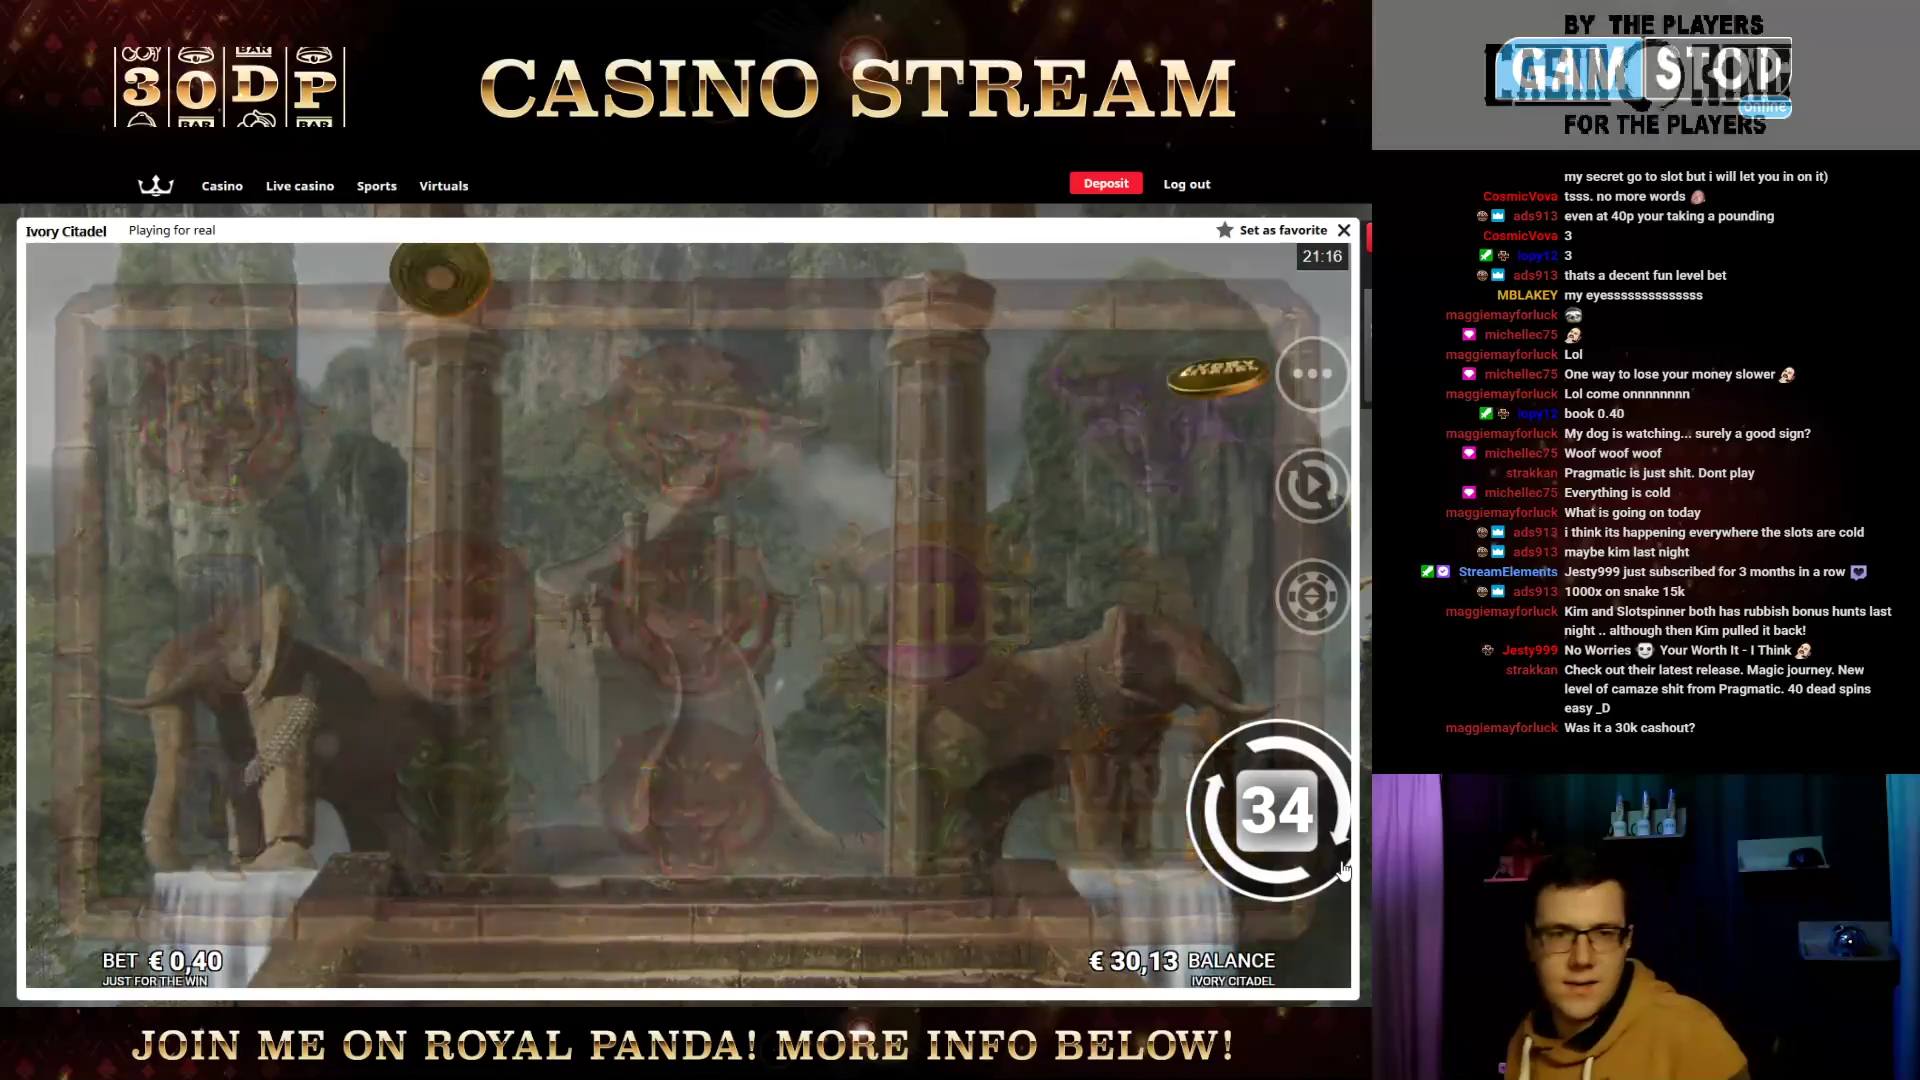 30DP
CASINO STREAM
BY THE PLAYERS
GAMSTOP
online
FOR THE PLAYERS
Casino Live casino Sports Virtuals Deposit Log out
Ivory Citadel Playing for real Set as favorite
21:16
34
BET € 0,40
JUST FOR THE WIN
€ 30,13 BALANCE
IVORY CITADEL
JOIN ME ON ROYAL PANDA! MORE INFO BELOW!
my secret go to slot but i will let you in on it)
CosmicVova tsss. no more words
ads913 even at 40p your taking a pounding
CosmicVova 3
lopy12 3
ads913 thats a decent fun level bet
MBLAKEY my eyesssssssssssss
maggiemayforluck
michellec75
maggiemayforluck Lol
michellec75 One way to lose your money slower
maggiemayforluck Lol come onnnnnnnn
lopy12 book 0.40
maggiemayforluck My dog is watching... surely a good sign?
michellec75 Woof woof woof
strakkan Pragmatic is just shit. Dont play
michellec75 Everything is cold
maggiemayforluck What is going on today
ads913 i think its happening everywhere the slots are cold
ads913 maybe kim last night
StreamElements Jesty999 just subscribed for 3 months in a row
ads913 1000x on snake 15k
maggiemayforluck Kim and Slotspinner both has rubbish bonus hunts last
night .. although then Kim pulled it back!
Jesty999 No Worries Your Worth It - I Think
strakkan Check out their latest release. Magic journey. New
level of camaze shit from Pragmatic. 40 dead spins
easy _D
maggiemayforluck Was it a 30k cashout?